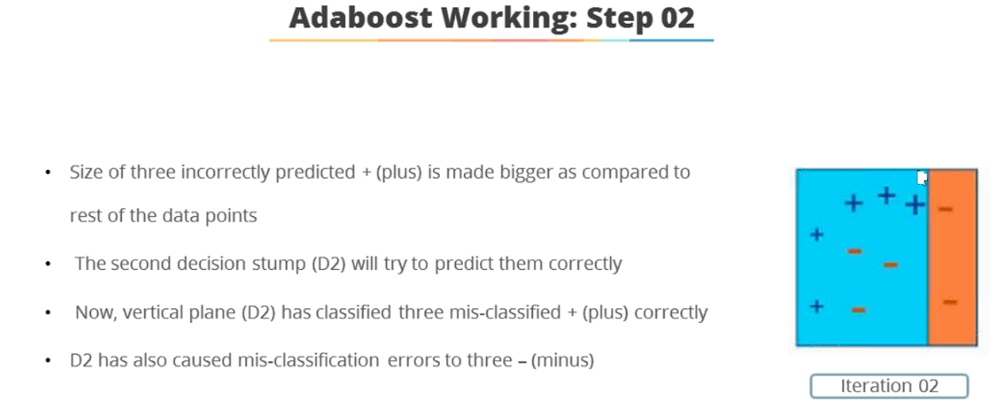 Adaboost Working: Step 02
• Size of three incorrectly predicted + (plus) is made bigger as compared to
rest of the data points
• The second decision stump (D2) will try to predict them correctly
• Now, vertical plane (D2) has classified three mis-classified + (plus) correctly
• D2 has also caused mis-classification errors to three – (minus)
Iteration 02